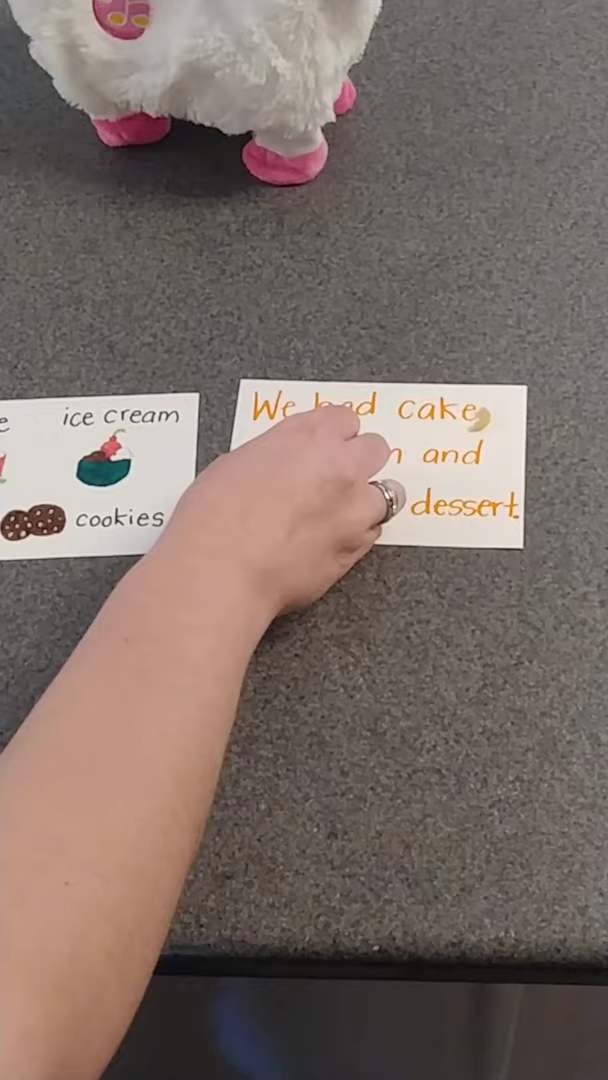 ice cream
cookies
We had cake,
and
dessert.